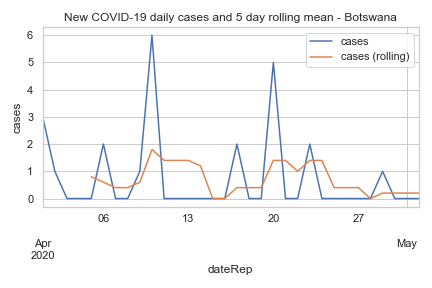 New COVID-19 daily cases and 5 day rolling mean - Botswana
cases
cases (rolling)
6
5
4
3
2
1
0
cases
06
13
20
27
Apr
2020
May
dateRep